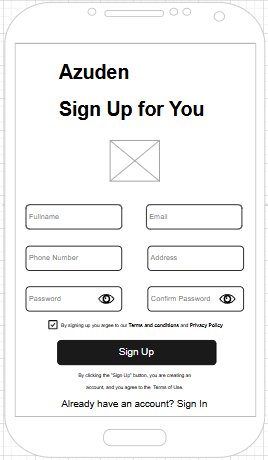 Azuden
Sign Up for You
Fullname
Email
Phone Number
Address
Password
Confirm Password
By signing up you agee to our Terms and conditions and Privacy Policy
Sign Up
By clicking the "Sign Up" button, you are creating an
account, and you agree to the Terms of Use.
Already have an account? Sign In